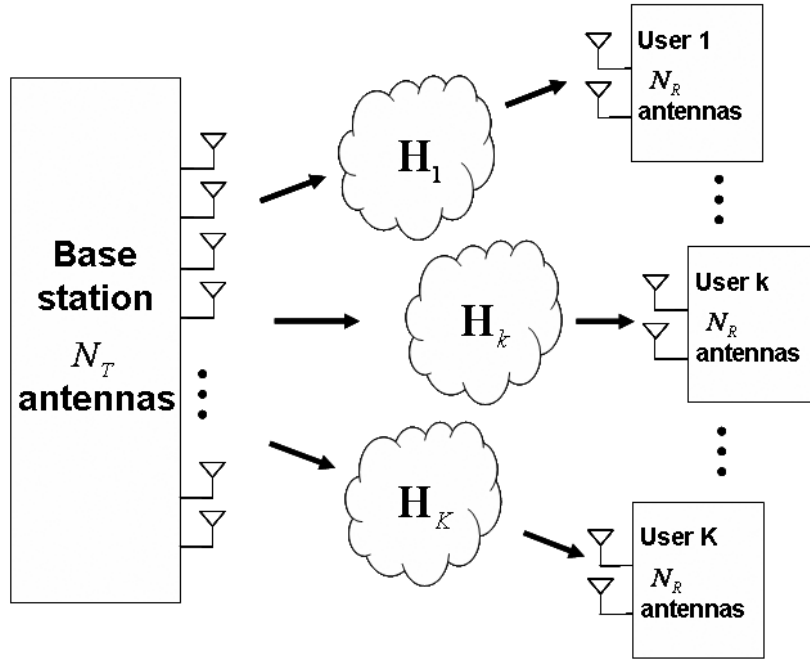 Base
station
N_T
antennas
H_1
H_k
H_K
User 1
N_R
antennas
User k
N_R
antennas
User K
N_R
antennas